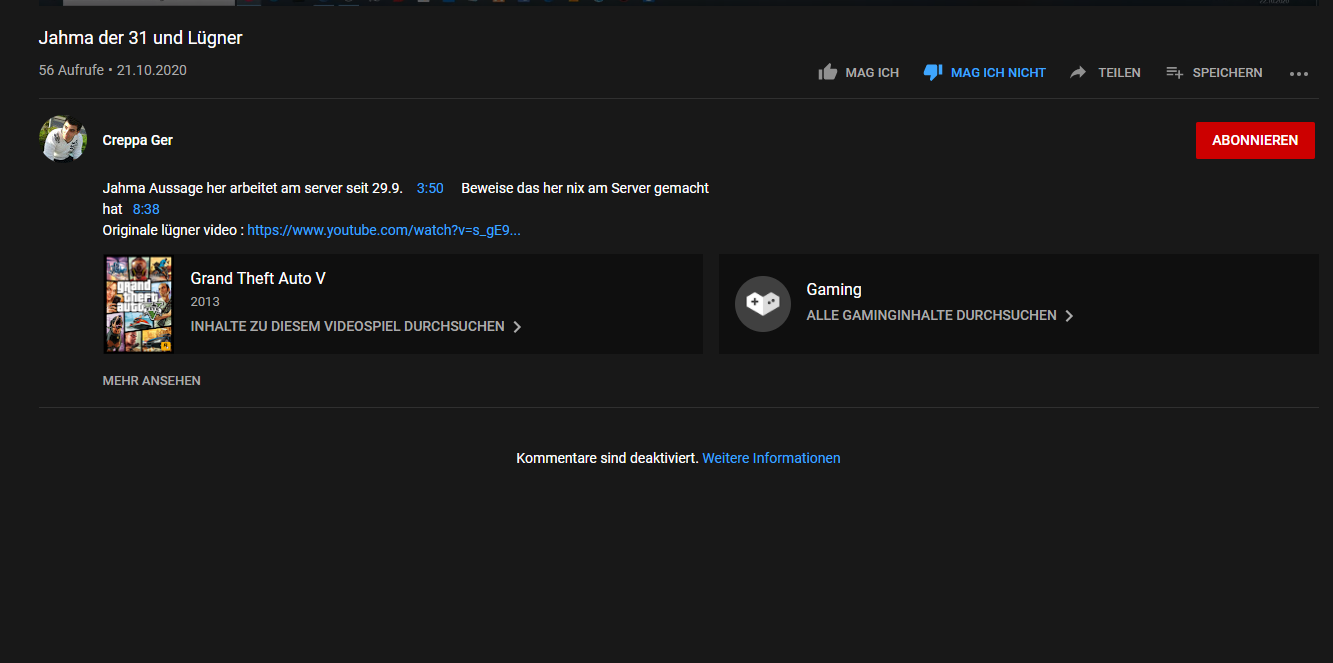 Jahma der 31 und Lügner
56 Aufrufe • 21.10.2020
MAG ICH MAG ICH NICHT TEILEN SPEICHERN
Creppa Ger
ABONNIEREN
Jahma Aussage her arbeitet am server seit 29.9. 3:50 Beweise das her nix am Server gemacht
hat 8:38
Originale lügner video : https://www.youtube.com/watch?v=s_gE9...
grand
theft
auto
V
Grand Theft Auto V
2013
INHALTE ZU DIESEM VIDEOSPIEL DURCHSUCHEN
Gaming
ALLE GAMINGINHALTE DURCHSUCHEN
MEHR ANSEHEN
Kommentare sind deaktiviert. Weitere Informationen